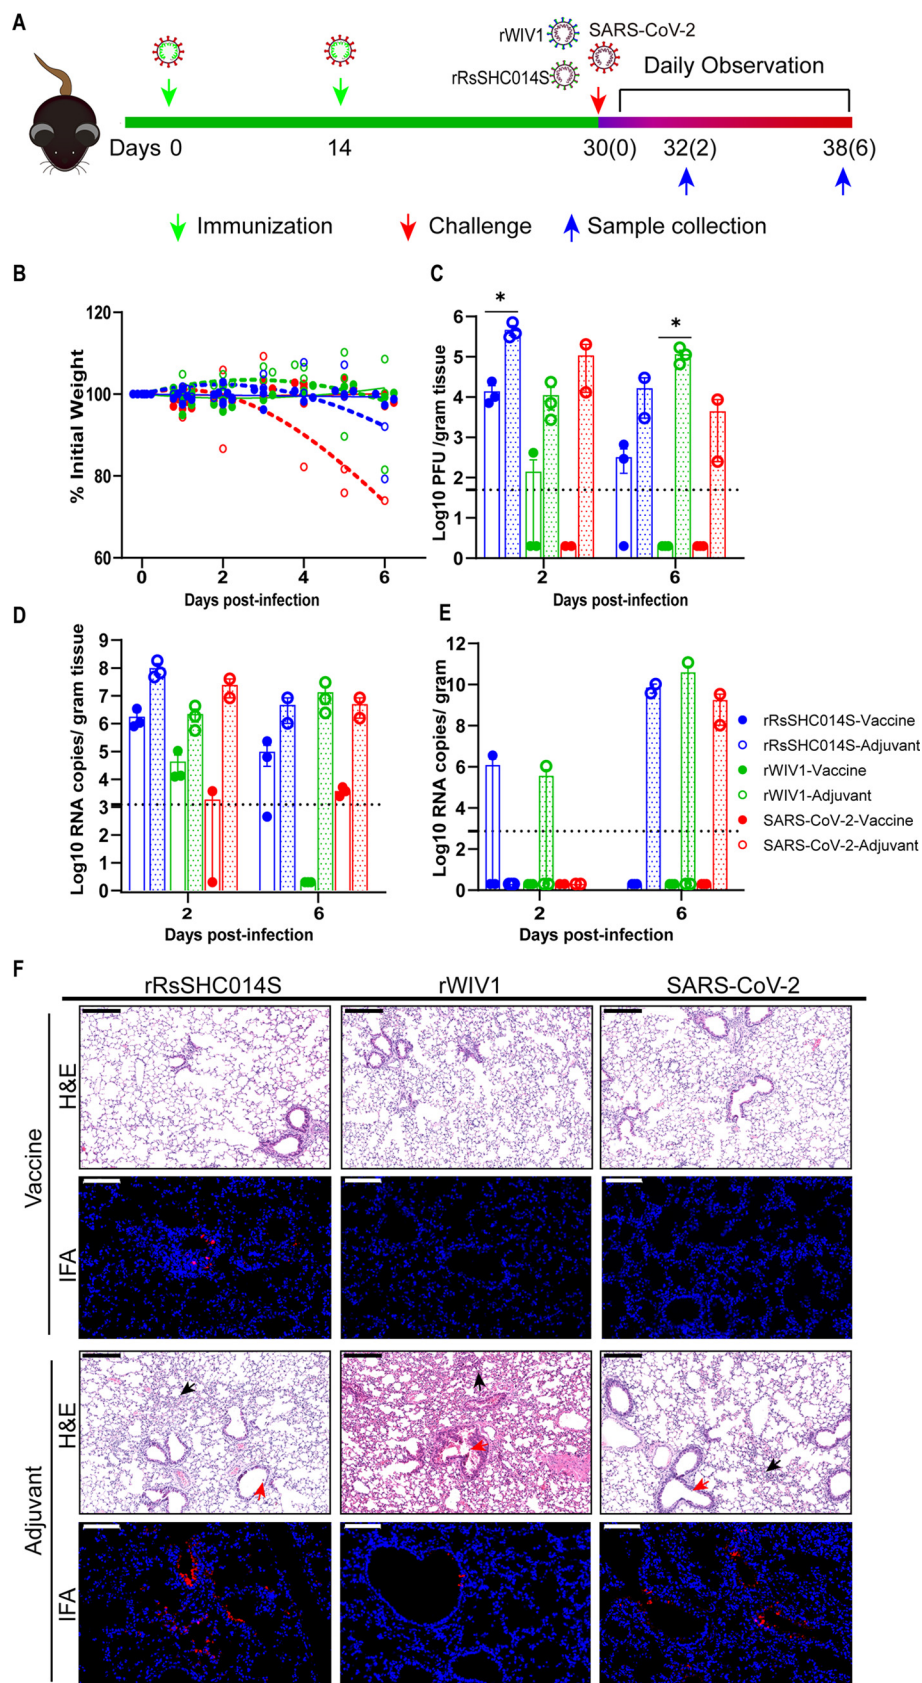 A
rWIV1
SARS-CoV-2
rRsSHC014S
Daily Observation
Days 0
14
30(0)
32(2)
38(6)
Immunization
Challenge
Sample collection
B
% Initial Weight
120
100
80
60
0
2
4
6
Days post-infection
C
Log10 PFU /gram tissue
6
5
4
3
2
1
0
*
*
2
6
Days post-infection
D
Log10 RNA copies/ gram tissue
9
8
7
6
5
4
3
2
1
0
2
6
Days post-infection
E
Log10 RNA copies/ gram
12
10
8
6
4
2
0
2
6
Days post-infection
rRsSHC014S-Vaccine
rRsSHC014S-Adjuvant
rWIV1-Vaccine
rWIV1-Adjuvant
SARS-CoV-2-Vaccine
SARS-CoV-2-Adjuvant
F
rRsSHC014S
rWIV1
SARS-CoV-2
Vaccine
H&E
IFA
Adjuvant
H&E
IFA